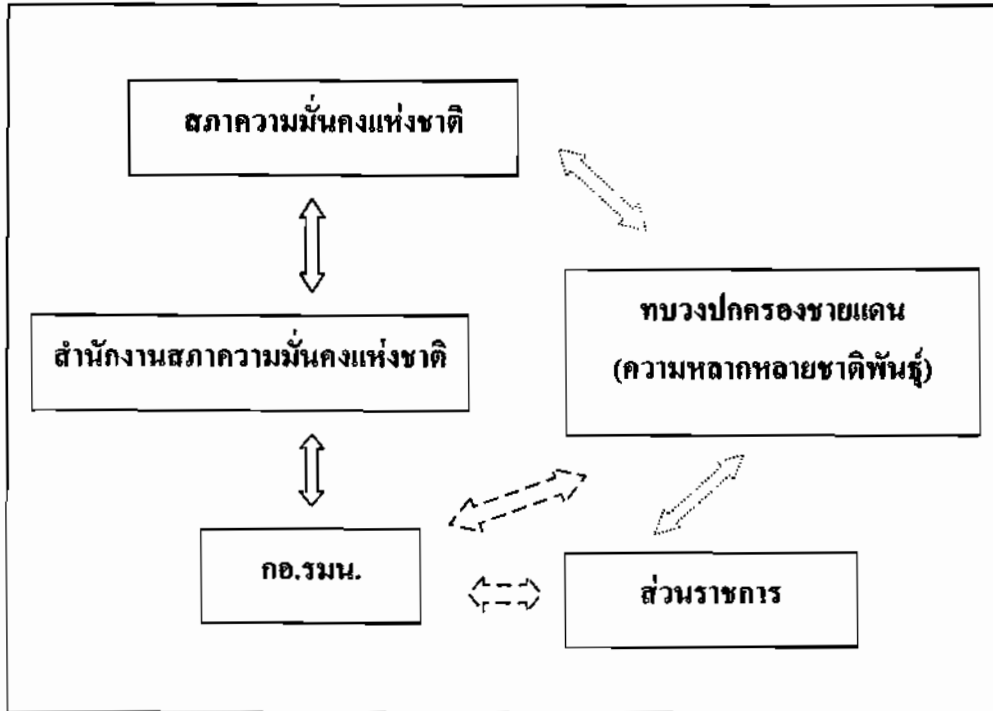 สภาความมั่นคงแห่งชาติ
สำนักงานสภาความมั่นคงแห่งชาติ
ทบวงปกครองชายแดน
(ความหลากหลายชาติพันธุ์)
กอ.รมน.
ส่วนราชการ